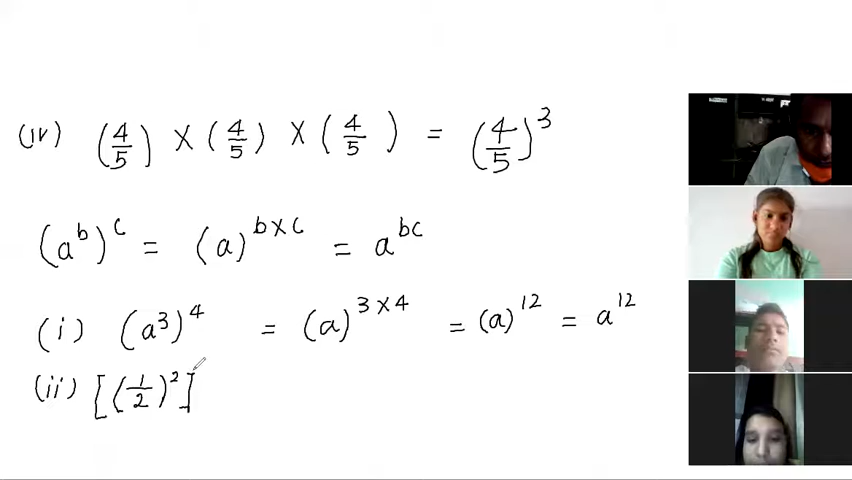 (iv) (4/5) × (4/5) × (4/5) = (4/5)^3
(a^b)^c = (a)^{b×c} = a^{bc}
(i) (a^3)^4 = (a)^{3×4} = (a)^{12} = a^{12}
(ii) [(1/2)^2]